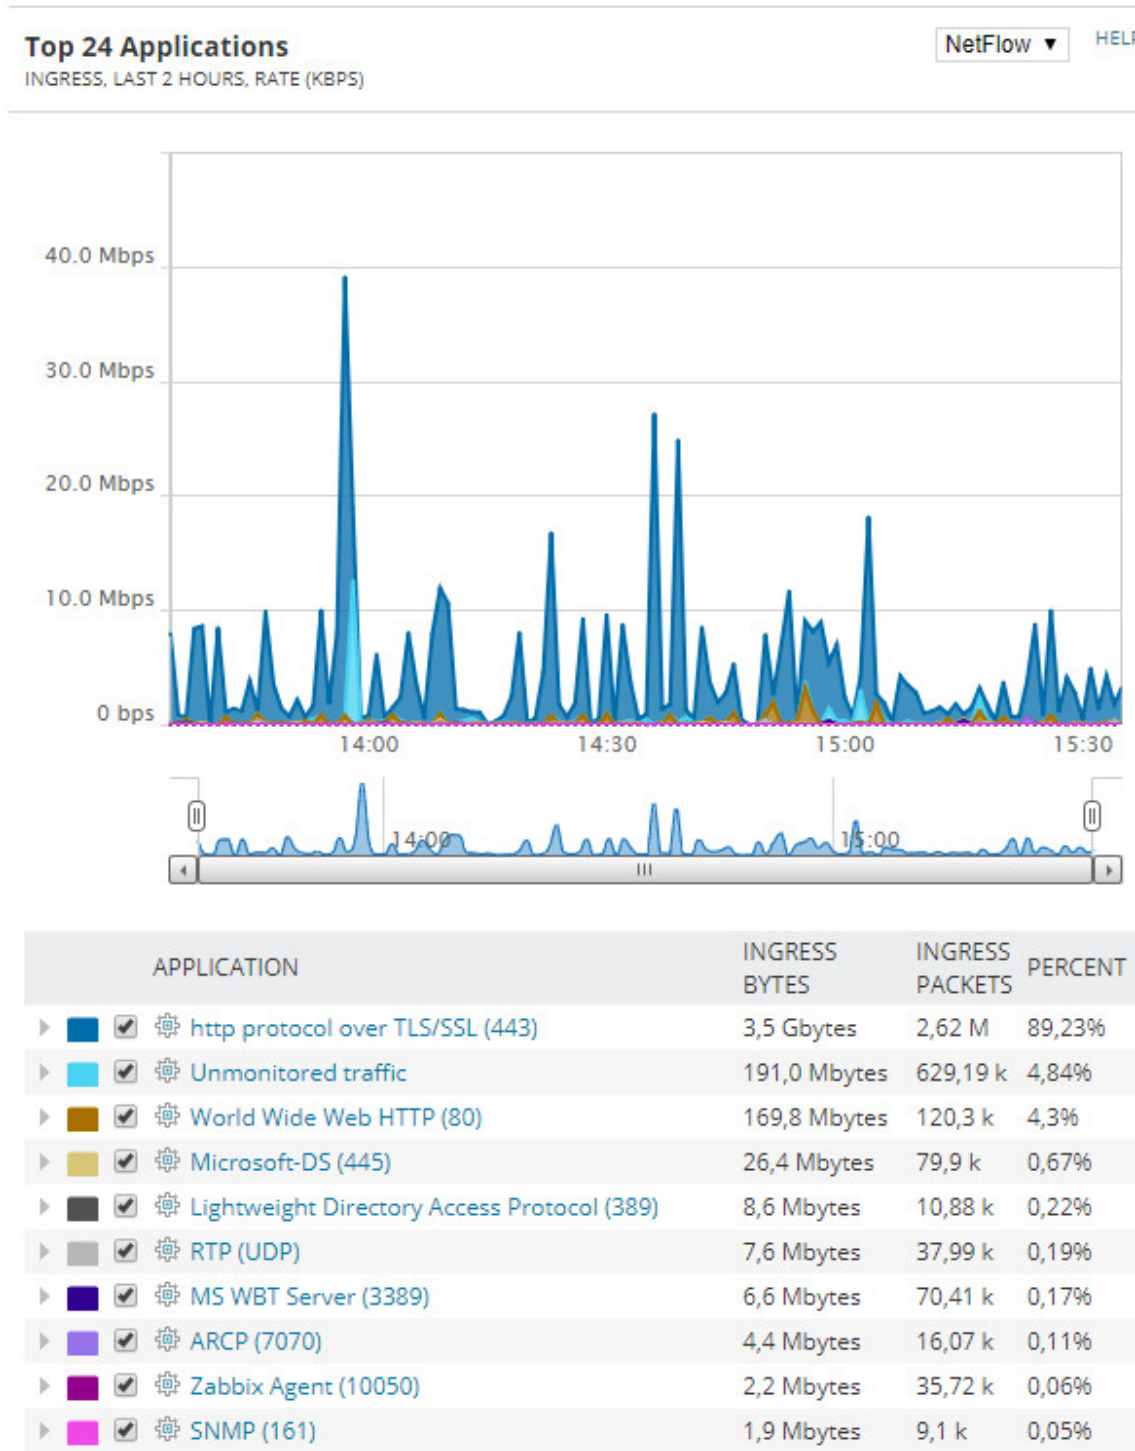 Top 24 Applications
NetFlow ▼
HELP
INGRESS, LAST 2 HOURS, RATE (KBPS)
40.0 Mbps
30.0 Mbps
20.0 Mbps
10.0 Mbps
0 bps
14:00 14:30 15:00 15:30
14:00 15:00
APPLICATION INGRESS BYTES INGRESS PACKETS PERCENT
http protocol over TLS/SSL (443) 3,5 Gbytes 2,62 M 89,23%
Unmonitored traffic 191,0 Mbytes 629,19 k 4,84%
World Wide Web HTTP (80) 169,8 Mbytes 120,3 k 4,3%
Microsoft-DS (445) 26,4 Mbytes 79,9 k 0,67%
Lightweight Directory Access Protocol (389) 8,6 Mbytes 10,88 k 0,22%
RTP (UDP) 7,6 Mbytes 37,99 k 0,19%
MS WBT Server (3389) 6,6 Mbytes 70,41 k 0,17%
ARCP (7070) 4,4 Mbytes 16,07 k 0,11%
Zabbix Agent (10050) 2,2 Mbytes 35,72 k 0,06%
SNMP (161) 1,9 Mbytes 9,1 k 0,05%